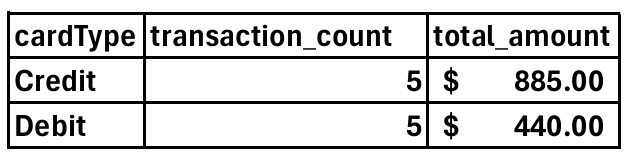 cardType transaction_count total_amount
Credit 5 $ 885.00
Debit 5 $ 440.00